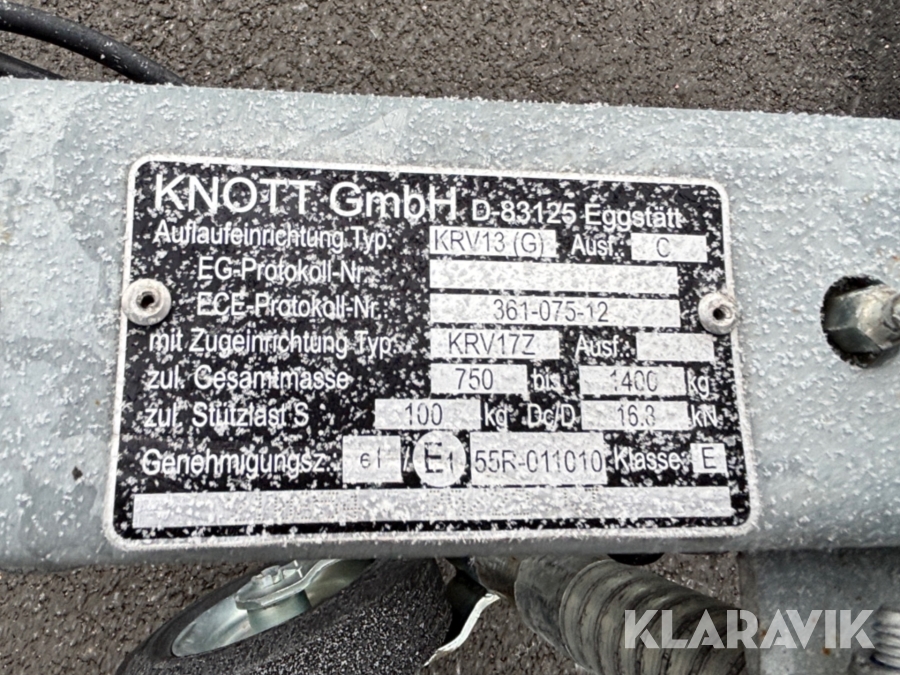 KNOTT GmbH D-83125 Eggstätt
Auflaufeinrichtung Typ: KRV13 (G) Ausf. C
EG-Protokoll-Nr.:
ECE-Protokoll-Nr.: 361-075-12
mit Zugeinrichtung Typ: KRV17Z Ausf.:
zul. Gesamtmasse 750 bis 1400 kg
zul. Stützlast S 100 kg Dc/D 16.8 kN
Genehmigungsz. e1 / E1 55R-011010 Klasse: E
KLARAVIK